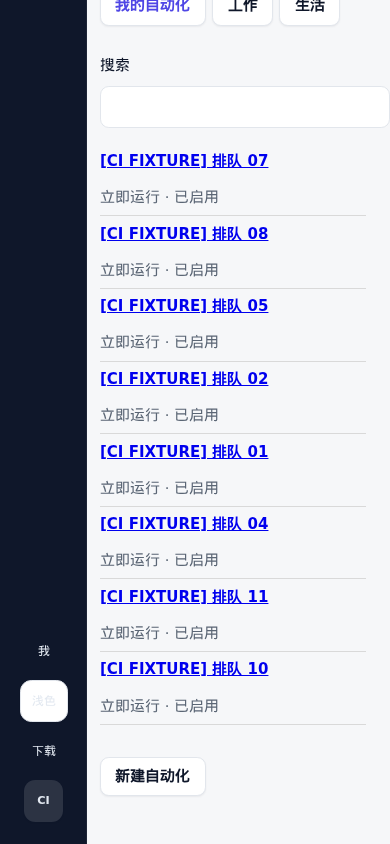 我的自动化 工作 生活
搜索
[CI FIXTURE] 排队 07
立即运行 · 已启用
[CI FIXTURE] 排队 08
立即运行 · 已启用
[CI FIXTURE] 排队 05
立即运行 · 已启用
[CI FIXTURE] 排队 02
立即运行 · 已启用
[CI FIXTURE] 排队 01
立即运行 · 已启用
[CI FIXTURE] 排队 04
立即运行 · 已启用
[CI FIXTURE] 排队 11
立即运行 · 已启用
[CI FIXTURE] 排队 10
立即运行 · 已启用
新建自动化
我
浅色
下载
CI